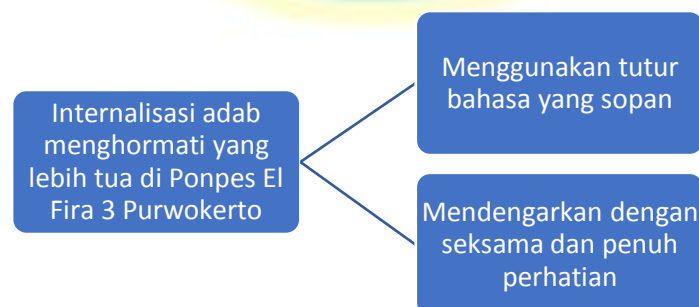 Internalisasi adab
menghormati yang
lebih tua di Ponpes El
Fira 3 Purwokerto
Menggunakan tutur
bahasa yang sopan
Mendengarkan dengan
seksama dan penuh
perhatian